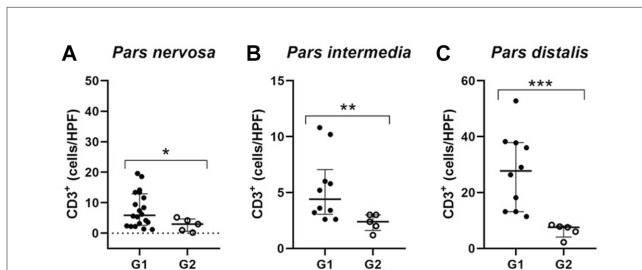 A Pars nervosa
CD3+ (cells/HPF)
50
40
30
20
10
0
*
G1 G2
B Pars intermedia
CD3+ (cells/HPF)
15
10
5
0
**
G1 G2
C Pars distalis
CD3+ (cells/HPF)
60
40
20
0
***
G1 G2